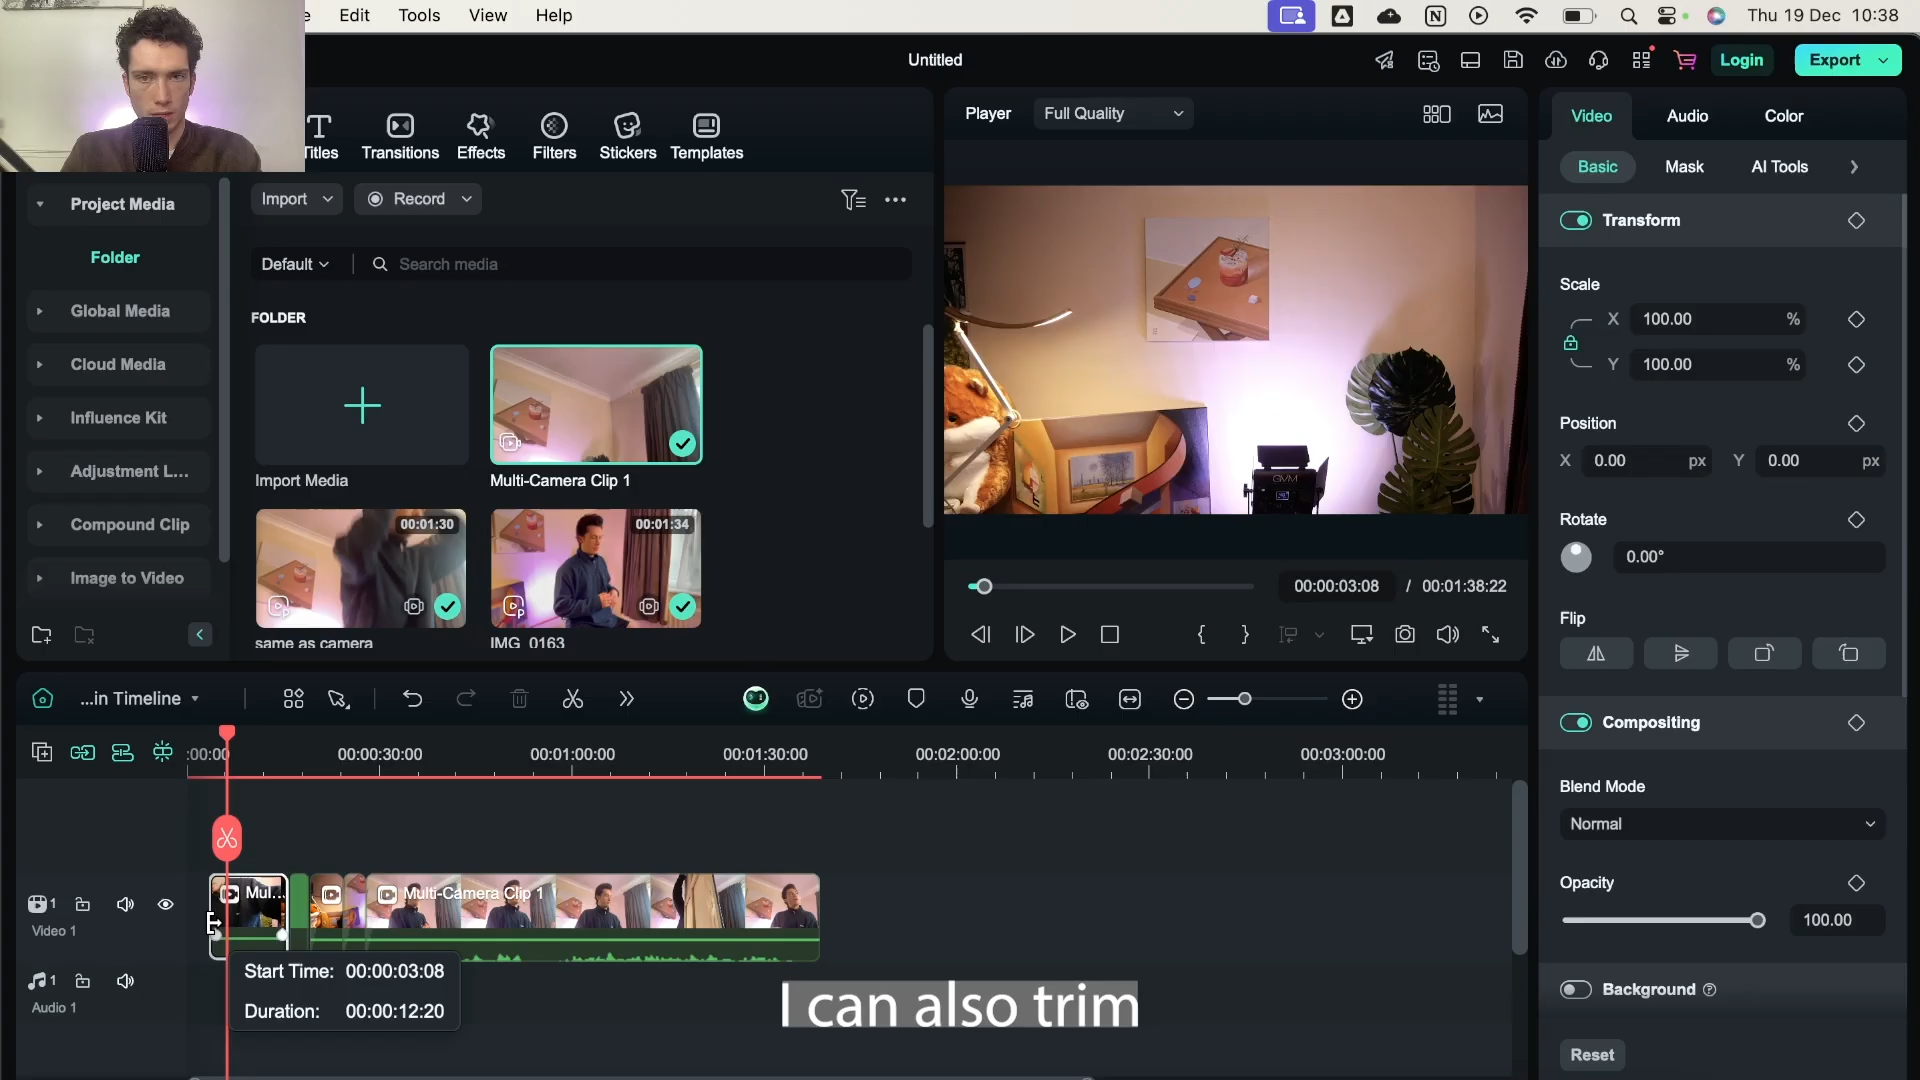 Edit Tools View Help
Thu 19 Dec 10:38
Untitled
Login
Export
Titles
Transitions
Effects
Filters
Stickers
Templates
Project Media
Folder
Global Media
Cloud Media
Influence Kit
Adjustment L...
Compound Clip
Image to Video
Import
Record
Default
Search media
FOLDER
Import Media
Multi-Camera Clip 1
00:01:30
same as camera
00:01:34
IMG_0163
Player
Full Quality
GVM
00:00:03:08 / 00:01:38:22
Video
Audio
Color
Basic
Mask
AI Tools
Transform
Scale
X 100.00 %
Y 100.00 %
Position
X 0.00 px Y 0.00 px
Rotate
0.00°
Flip
Compositing
Blend Mode
Normal
Opacity
100.00
Background
Reset
...in Timeline
:00:00 00:00:30:00 00:01:00:00 00:01:30:00 00:02:00:00 00:02:30:00 00:03:00:00
1
Video 1
Mul...
Multi-Camera Clip 1
1
Audio 1
Start Time: 00:00:03:08
Duration: 00:00:12:20
I can also trim